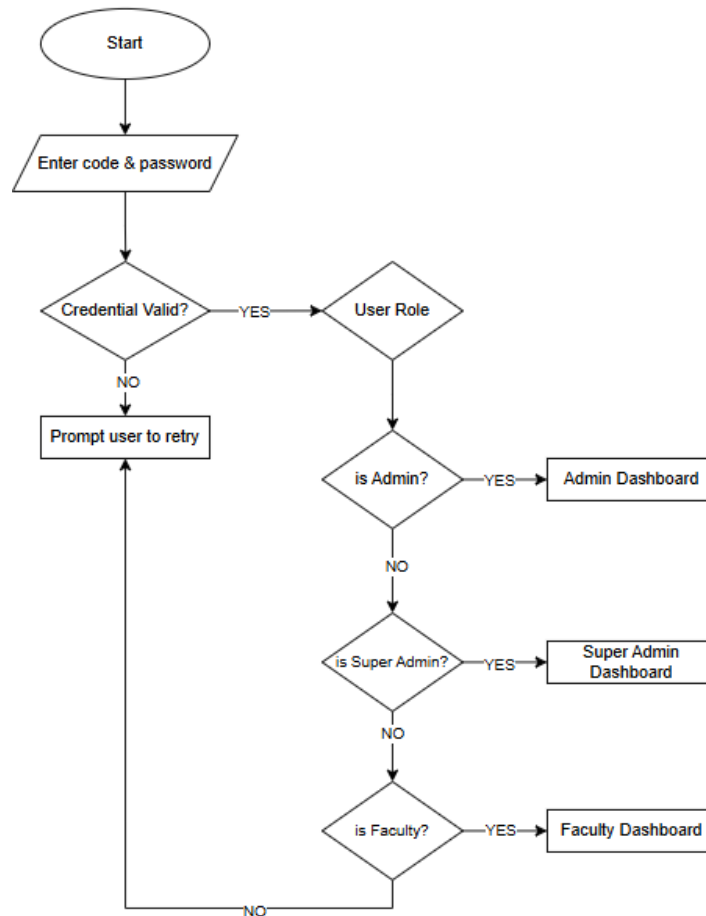 Start
Enter code & password
Credential Valid?
YES
User Role
NO
Prompt user to retry
is Admin?
YES
Admin Dashboard
NO
is Super Admin?
YES
Super Admin
Dashboard
NO
is Faculty?
YES
Faculty Dashboard
NO